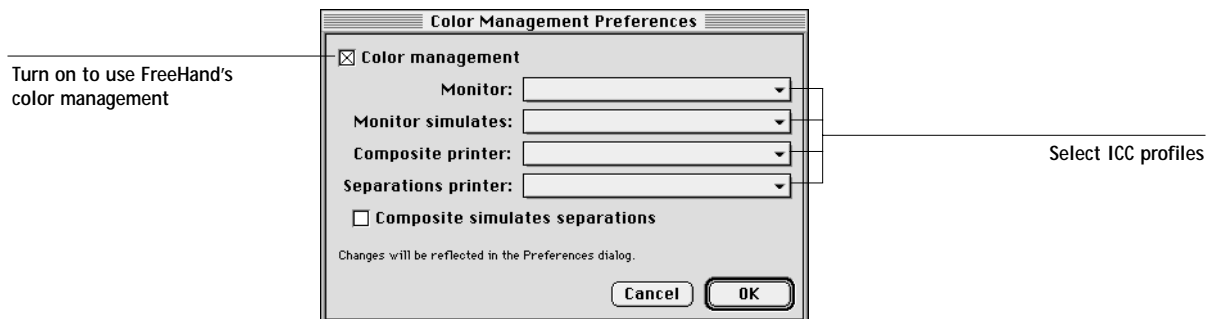 Color Management Preferences
Turn on to use FreeHand's
color management
Color management
Monitor:
Monitor simulates:
Composite printer:
Separations printer:
Composite simulates separations
Changes will be reflected in the Preferences dialog.
Cancel
OK
Select ICC profiles